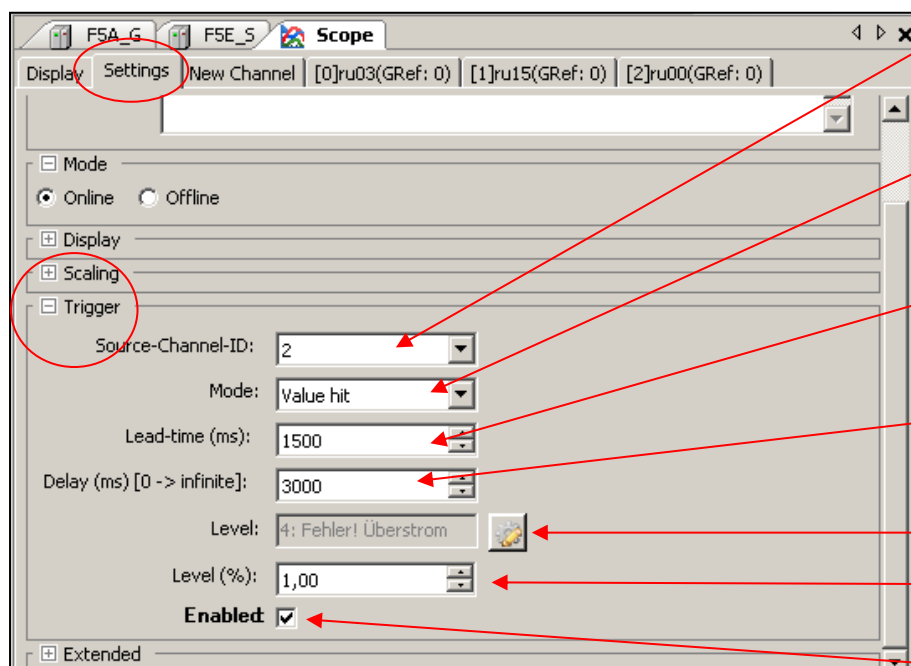 F5A_G F5E_S Scope
Display Settings New Channel [0]ru03(GRef: 0) [1]ru15(GRef: 0) [2]ru00(GRef: 0)
Mode
Online Offline
Display
Scaling
Trigger
Source-Channel-ID: 2
Mode: Value hit
Lead-time (ms): 1500
Delay (ms) [0 -> infinite]: 3000
Level: 4: Fehler! Überstrom
Level (%): 1,00
Enabled
Extended